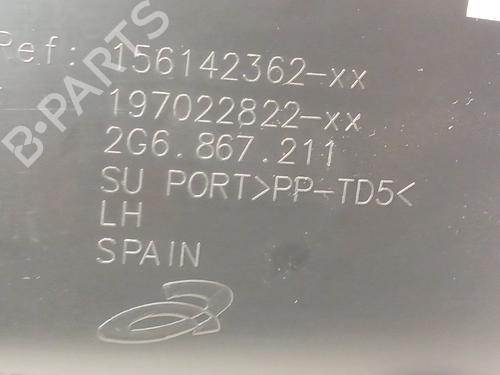 Ref: 156142362-xx
197022822-xx
2G6.867.211
SU PORT>PP-TD5<
LH
SPAIN
B-PARTS